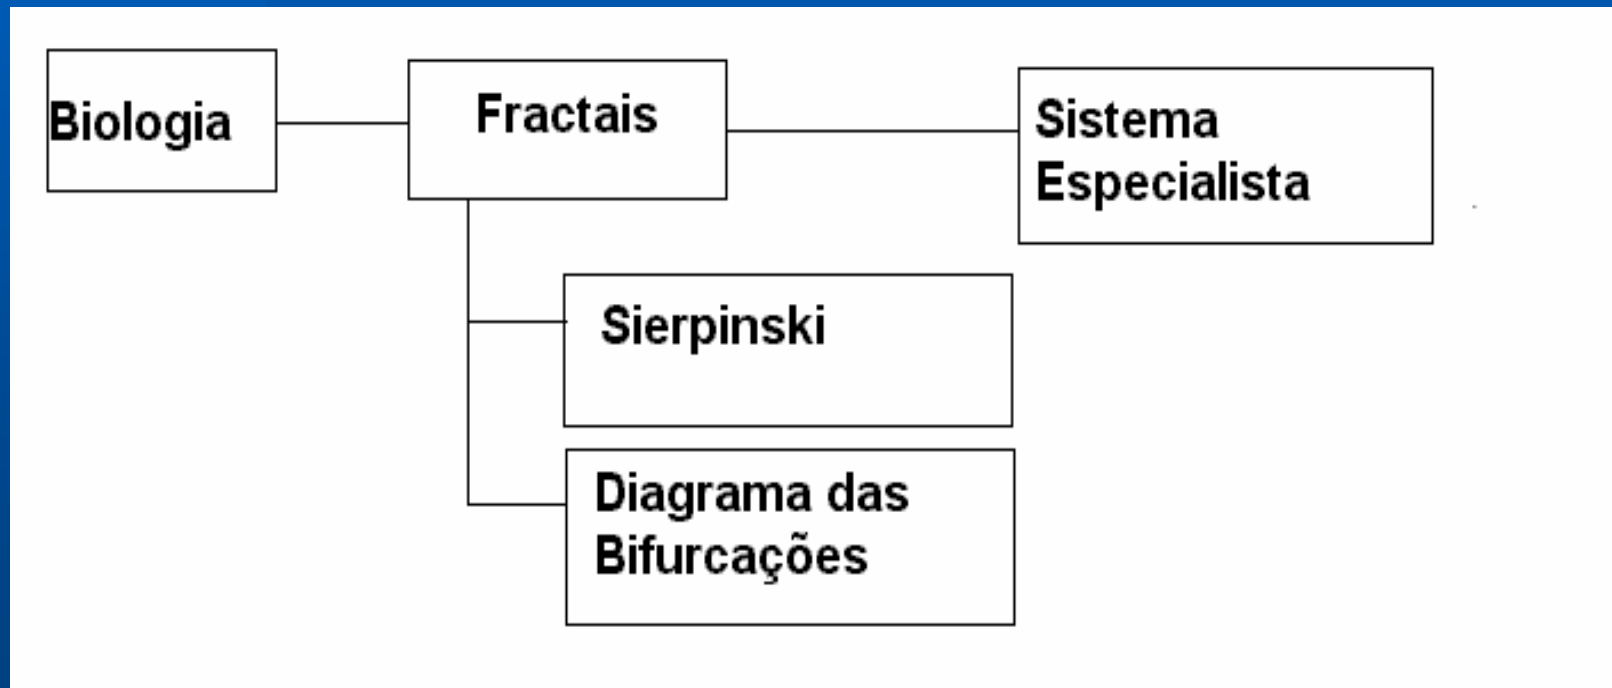 Biologia
Fractais
Sistema
Especialista
Sierpinski
Diagrama das
Bifurcações